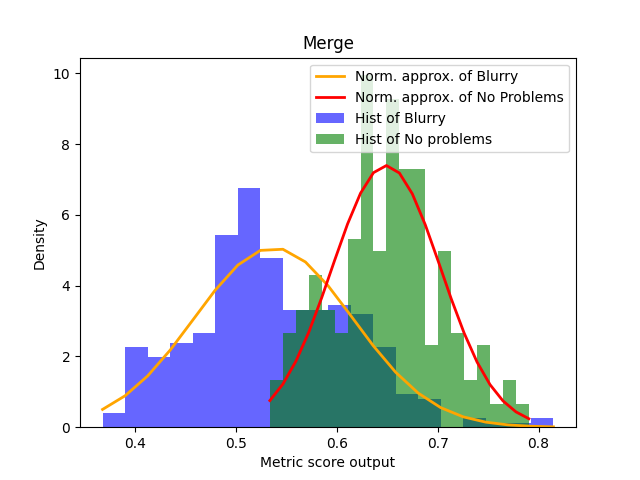 Merge
Norm. approx. of Blurry
Norm. approx. of No Problems
Hist of Blurry
Hist of No problems
Density
10
8
6
4
2
0
0.4 0.5 0.6 0.7 0.8
Metric score output